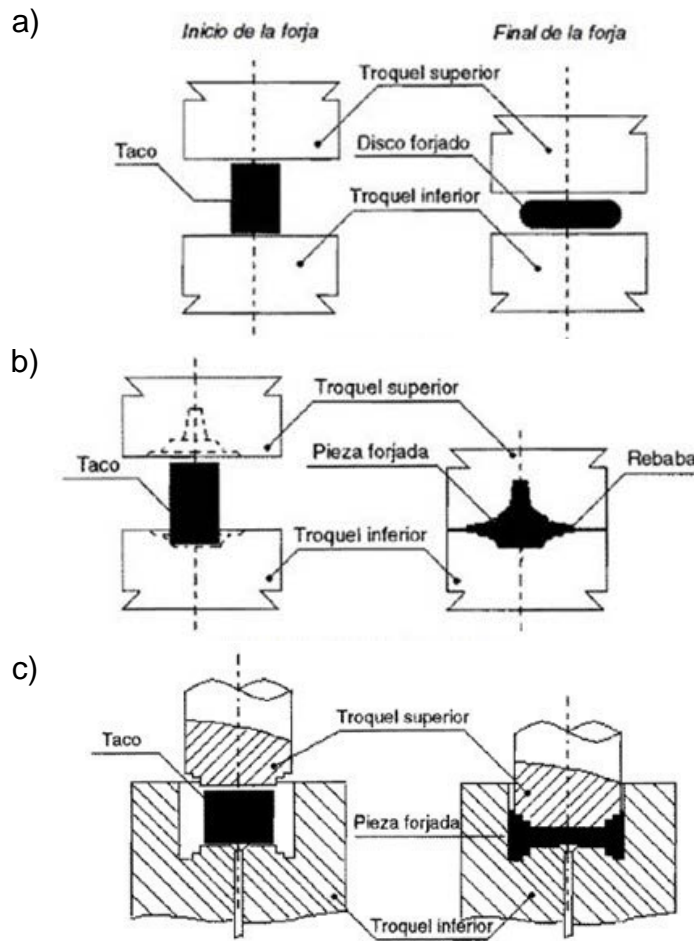 a)
Inicio de la forja
Final de la forja
Troquel superior
Taco
Disco forjado
Troquel inferior
b)
Troquel superior
Pieza forjada
Rebaba
Taco
Troquel inferior
c)
Troquel superior
Taco
Pieza forjada
Troquel inferior